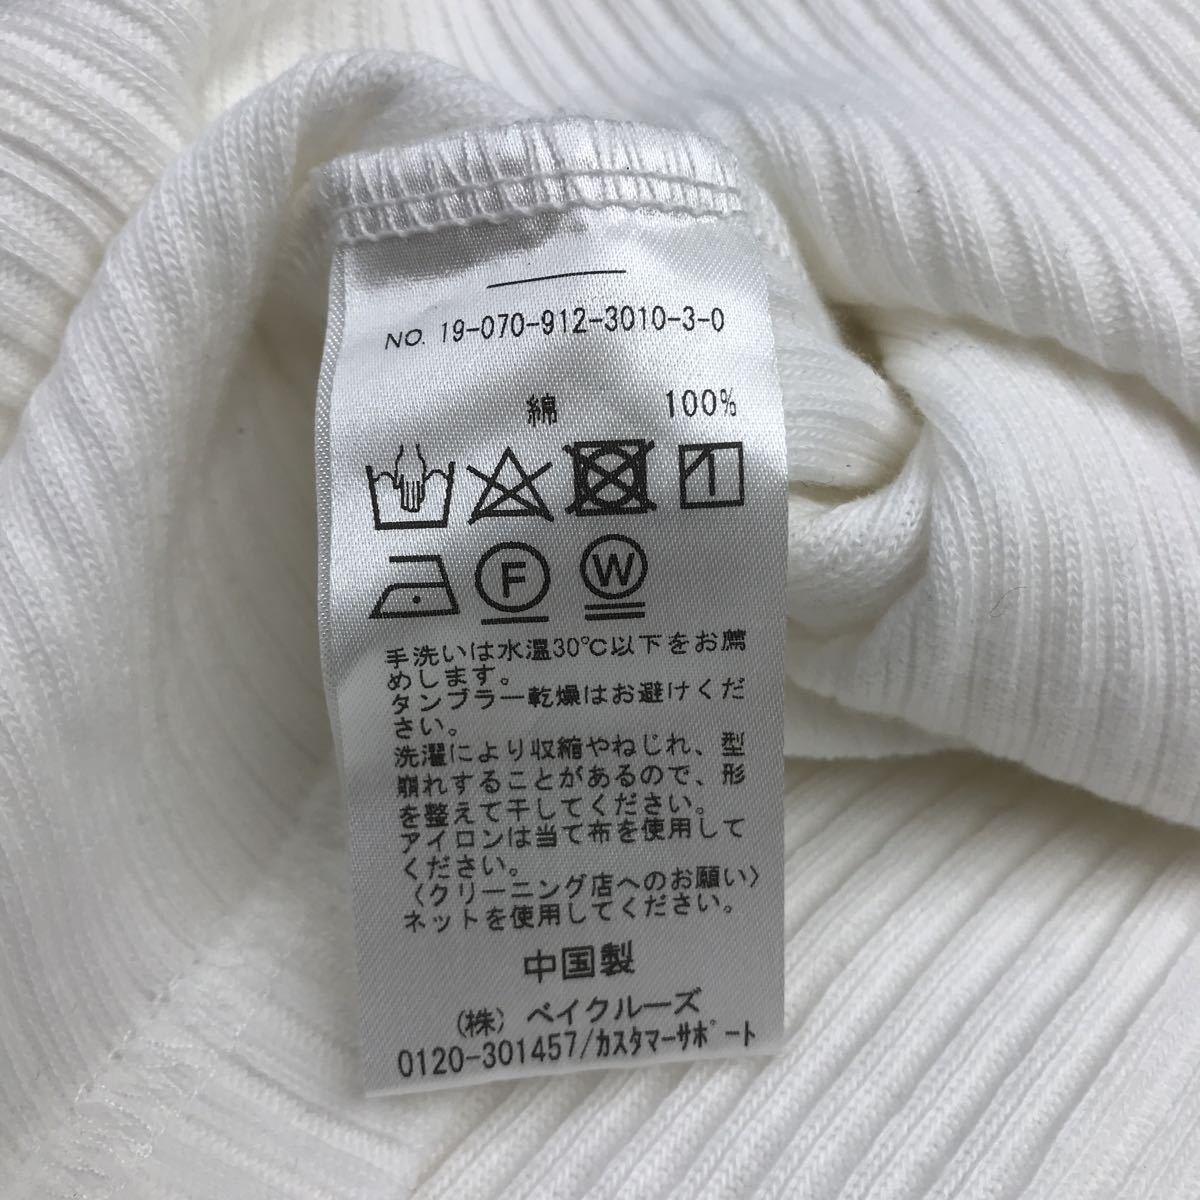 NO. 19-070-912-3010-3-0
綿 100%
F W
手洗いは水温30℃以下をお薦
めします。
タンブラー乾燥はお避けくだ
さい。
洗濯により収縮やねじれ、型
崩れすることがあるので、形
を整えて干してください。
アイロンは当て布を使用して
ください。
〈クリーニング店へのお願い〉
ネットを使用してください。
中国製
(株) ベイクルーズ
0120-301457/ｶｽﾀﾏｰｻﾎﾟｰﾄ